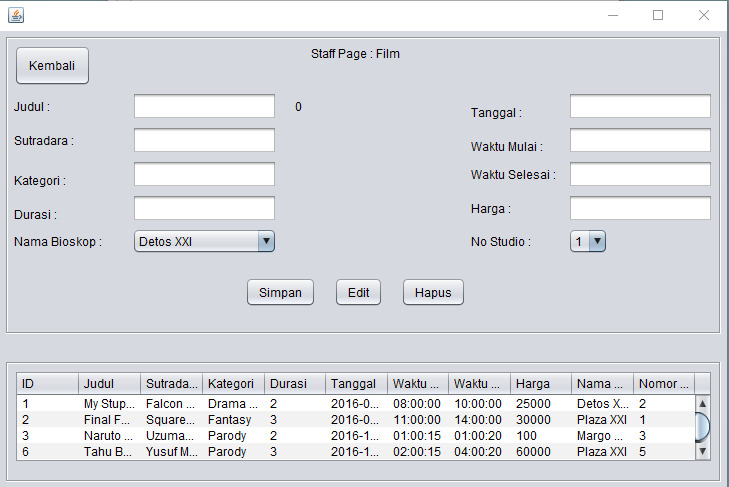 Staff Page : Film
Kembali
Judul : 0 Tanggal :
Sutradara : Waktu Mulai :
Kategori : Waktu Selesai :
Durasi : Harga :
Nama Bioskop : Detos XXI No Studio : 1
Simpan Edit Hapus
ID Judul Sutrada... Kategori Durasi Tanggal Waktu ... Waktu ... Harga Nama ... Nomor ...
1 My Stup... Falcon ... Drama ... 2 2016-0... 08:00:00 10:00:00 25000 Detos X... 2
2 Final F... Square... Fantasy 3 2016-0... 11:00:00 14:00:00 30000 Plaza XXI 1
3 Naruto ... Uzuma... Parody 2 2016-1... 01:00:15 01:00:20 100 Margo ... 3
6 Tahu B... Yusuf M... Parody 3 2016-1... 02:00:15 04:00:20 60000 Plaza XXI 5